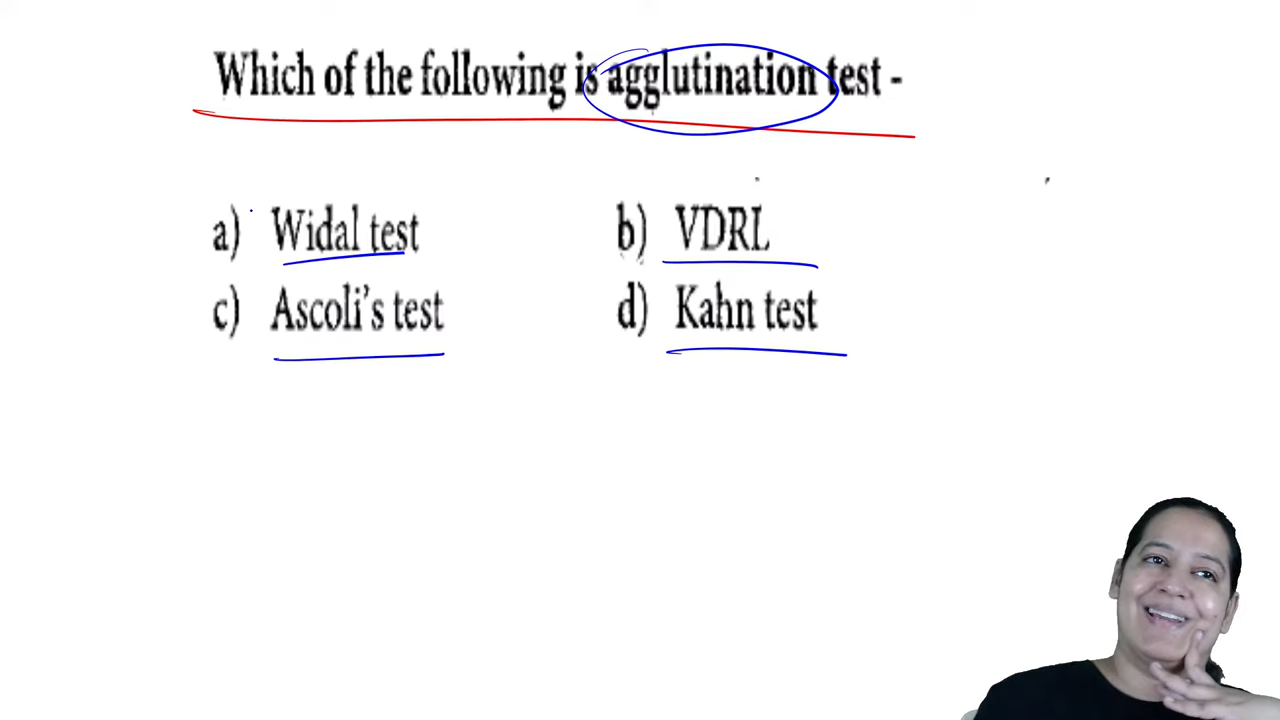 Which of the following is agglutination test -
a) Widal test b) VDRL
c) Ascoli's test d) Kahn test